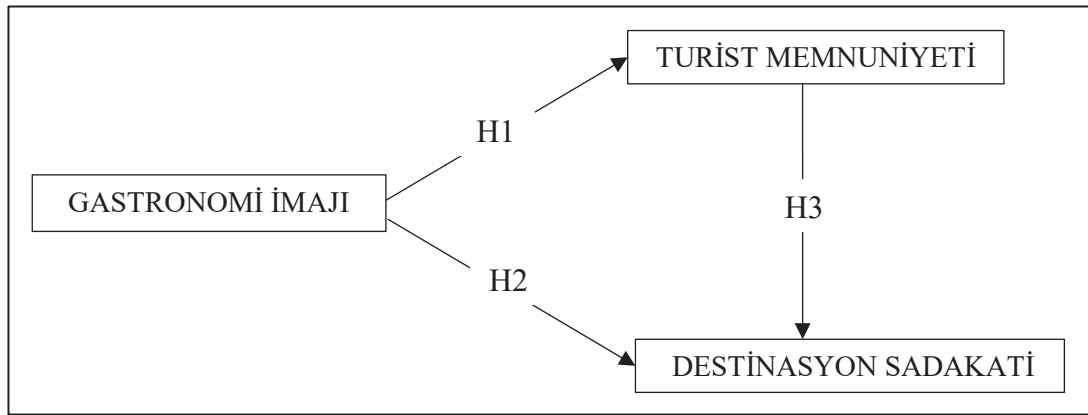 TURİST MEMNUNİYETİ
H1
GASTRONOMİ İMAJI
H3
H2
DESTİNASYON SADAKATİ